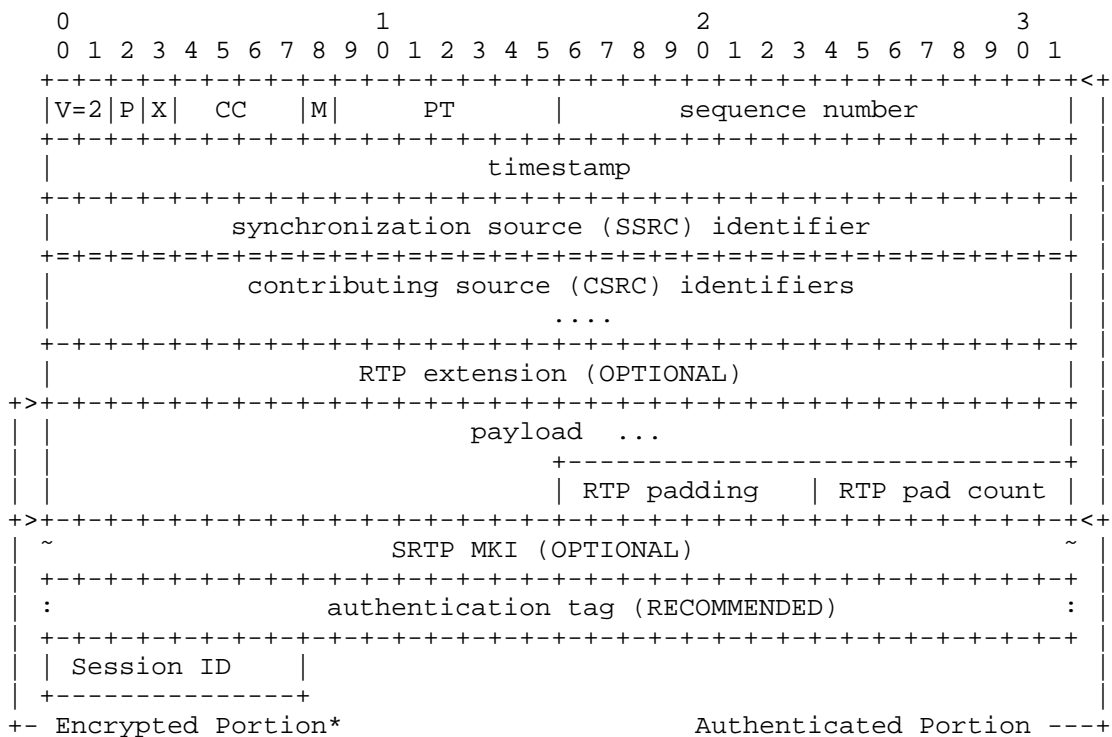 0                   1                   2                   3
0 1 2 3 4 5 6 7 8 9 0 1 2 3 4 5 6 7 8 9 0 1 2 3 4 5 6 7 8 9 0 1
+-+-+-+-+-+-+-+-+-+-+-+-+-+-+-+-+-+-+-+-+-+-+-+-+-+-+-+-+-+-+-+-+<+
|V=2|P|X|  CC   |M|     PT      |       sequence number         | |
+-+-+-+-+-+-+-+-+-+-+-+-+-+-+-+-+-+-+-+-+-+-+-+-+-+-+-+-+-+-+-+-+ |
|                           timestamp                           | |
+-+-+-+-+-+-+-+-+-+-+-+-+-+-+-+-+-+-+-+-+-+-+-+-+-+-+-+-+-+-+-+-+ |
|           synchronization source (SSRC) identifier            | |
+=+=+=+=+=+=+=+=+=+=+=+=+=+=+=+=+=+=+=+=+=+=+=+=+=+=+=+=+=+=+=+=+ |
|            contributing source (CSRC) identifiers             | |
|                               ....                            | |
+-+-+-+-+-+-+-+-+-+-+-+-+-+-+-+-+-+-+-+-+-+-+-+-+-+-+-+-+-+-+-+-+ |
|                   RTP extension (OPTIONAL)                    | |
+>+-+-+-+-+-+-+-+-+-+-+-+-+-+-+-+-+-+-+-+-+-+-+-+-+-+-+-+-+-+-+-+-+ |
| |                          payload  ...                         | |
| |                               +-------------------------------+ |
| |                               | RTP padding   | RTP pad count | |
+>+-+-+-+-+-+-+-+-+-+-+-+-+-+-+-+-+-+-+-+-+-+-+-+-+-+-+-+-+-+-+-+-+<+
| ~                     SRTP MKI (OPTIONAL)                       ~ |
| +-+-+-+-+-+-+-+-+-+-+-+-+-+-+-+-+-+-+-+-+-+-+-+-+-+-+-+-+-+-+-+-+ |
| :                 authentication tag (RECOMMENDED)              : |
| +-+-+-+-+-+-+-+-+-+-+-+-+-+-+-+-+-+-+-+-+-+-+-+-+-+-+-+-+-+-+-+-+ |
| | Session ID    |                                                 |
| +---------------+                                                 |
+- Encrypted Portion*                      Authenticated Portion ---+